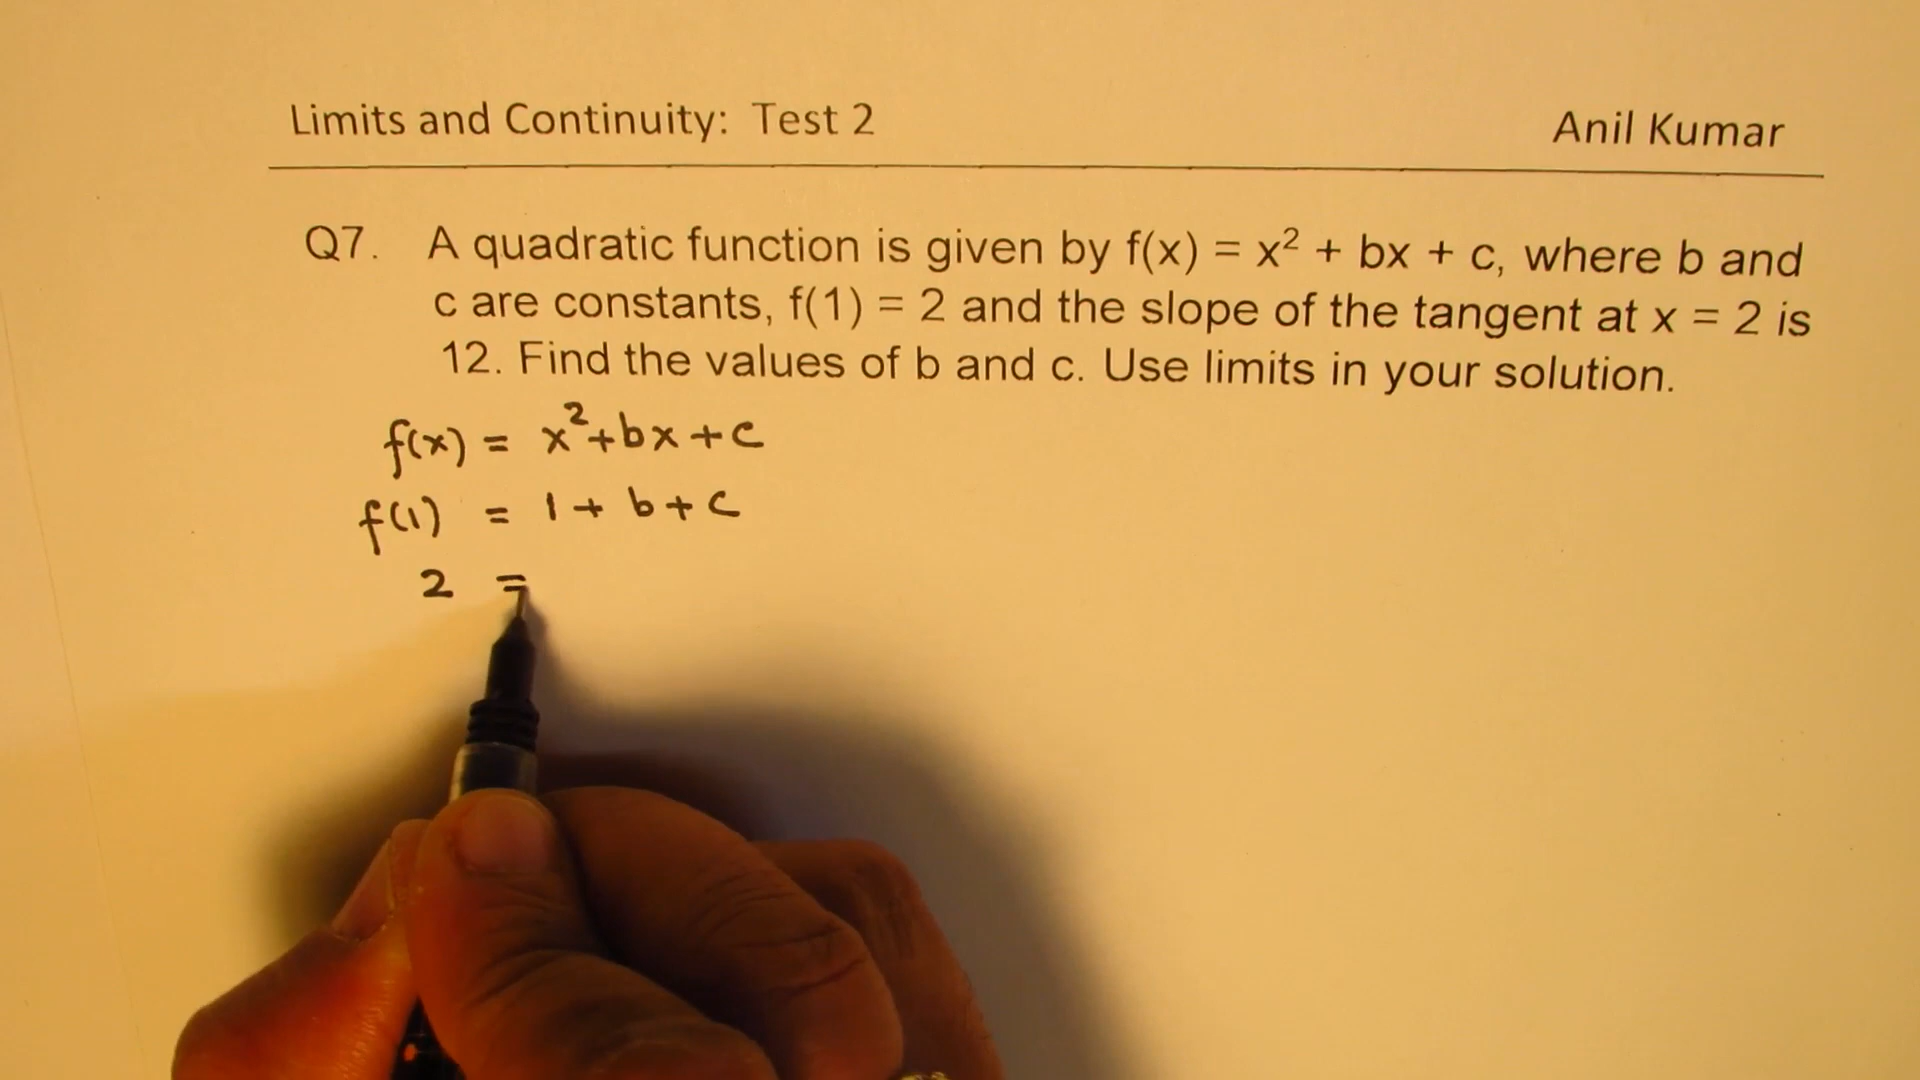 Limits and Continuity: Test 2
Anil Kumar
Q7. A quadratic function is given by f(x) = x² + bx + c, where b and
c are constants, f(1) = 2 and the slope of the tangent at x = 2 is
12. Find the values of b and c. Use limits in your solution.
f(x) = x²+bx+c
f(1) = 1+ b+c
2 =